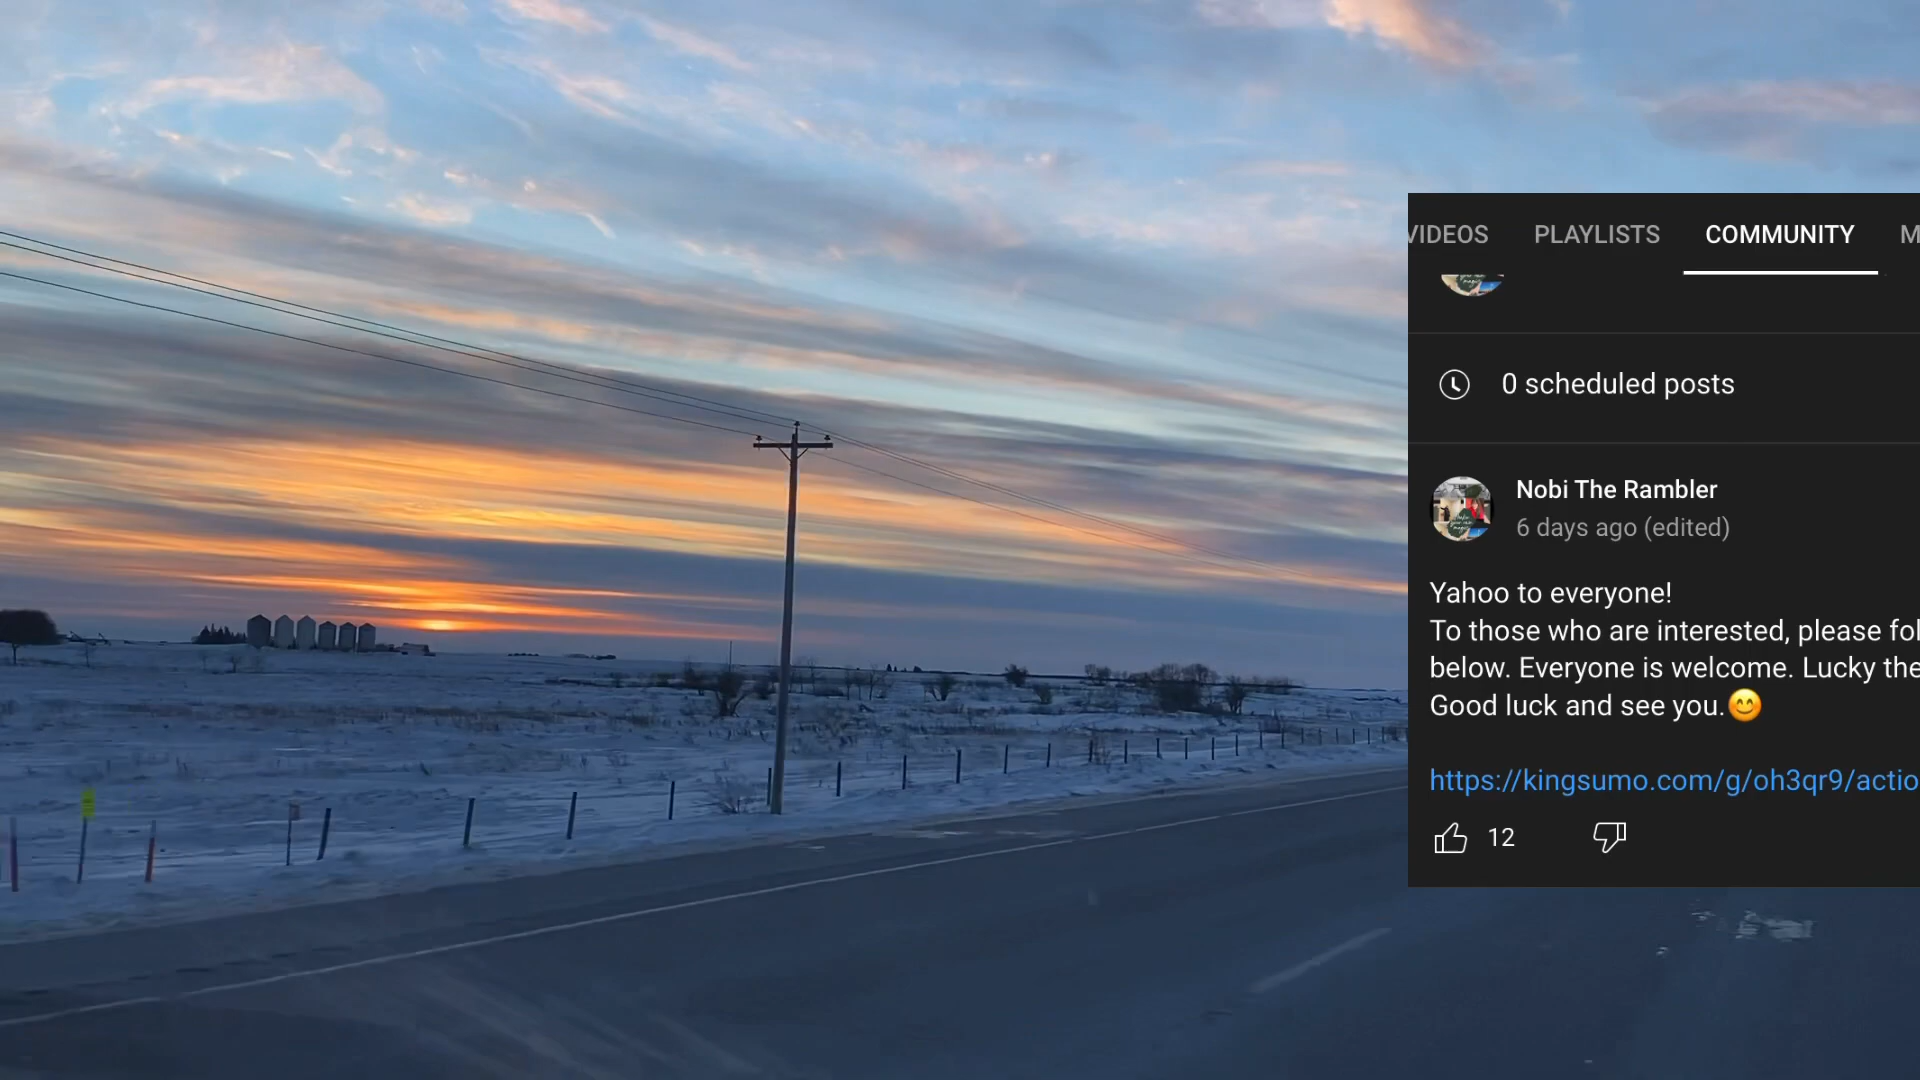 VIDEOS PLAYLISTS COMMUNITY M
0 scheduled posts
Nobi The Rambler
6 days ago (edited)
Yahoo to everyone!
To those who are interested, please fol
below. Everyone is welcome. Lucky the
Good luck and see you.😊
https://kingsumo.com/g/oh3qr9/actio
12